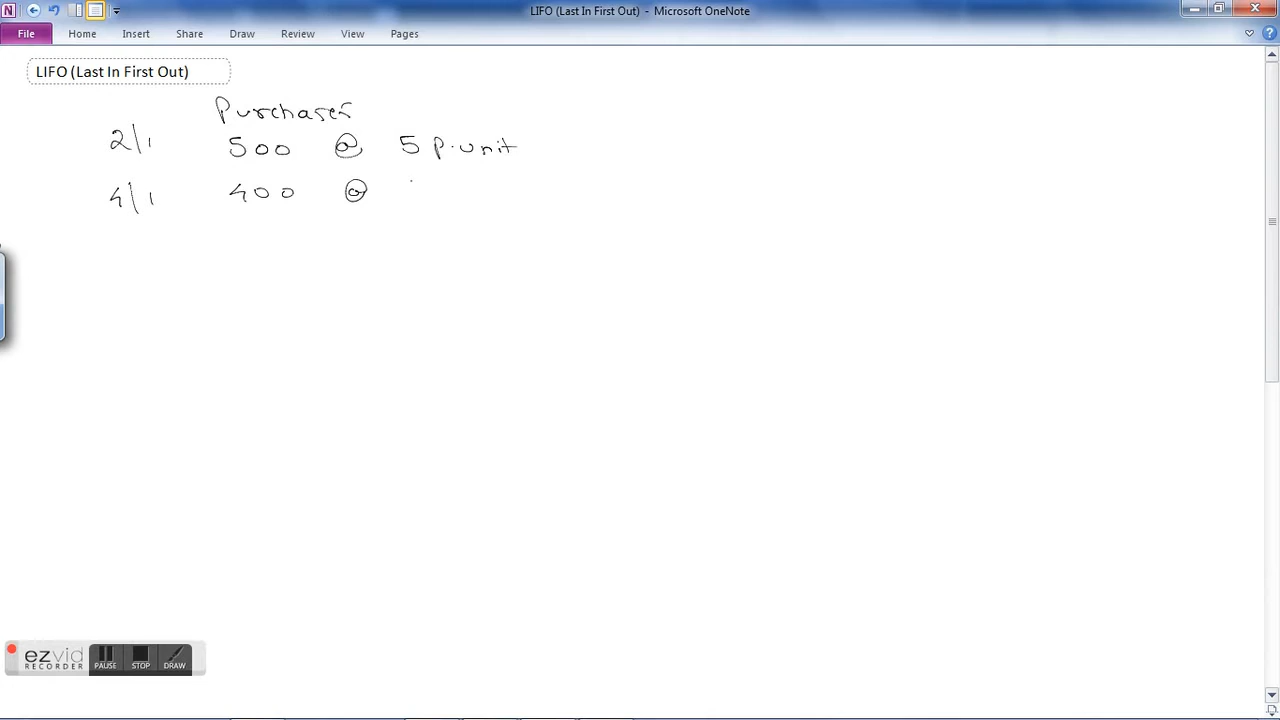 LIFO (Last In First Out) - Microsoft OneNote
File Home Insert Share Draw Review View Pages
LIFO (Last In First Out)
Purchases
2/1 500 @ 5 p.unit
4/1 400 @
ezvid
RECORDER
PAUSE STOP DRAW